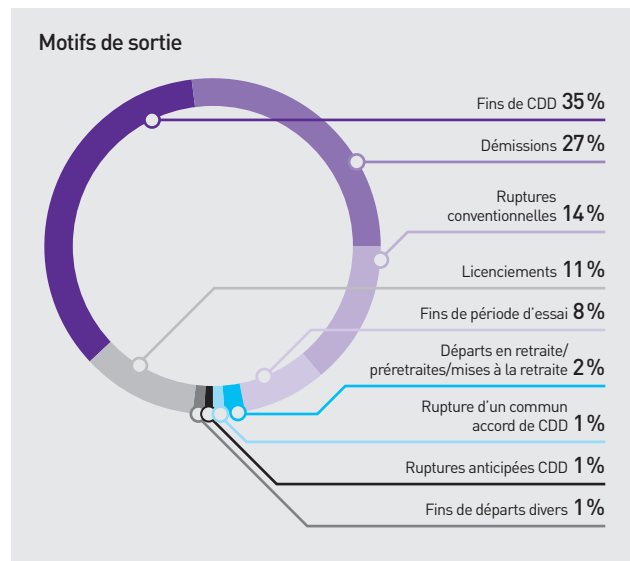 Motifs de sortie
Fins de CDD 35 %
Démissions 27 %
Ruptures
conventionnelles 14 %
Licenciements 11 %
Fins de période d'essai 8 %
Départs en retraite/
préretraites/mises à la retraite 2 %
Rupture d'un commun
accord de CDD 1 %
Ruptures anticipées CDD 1 %
Fins de départs divers 1 %